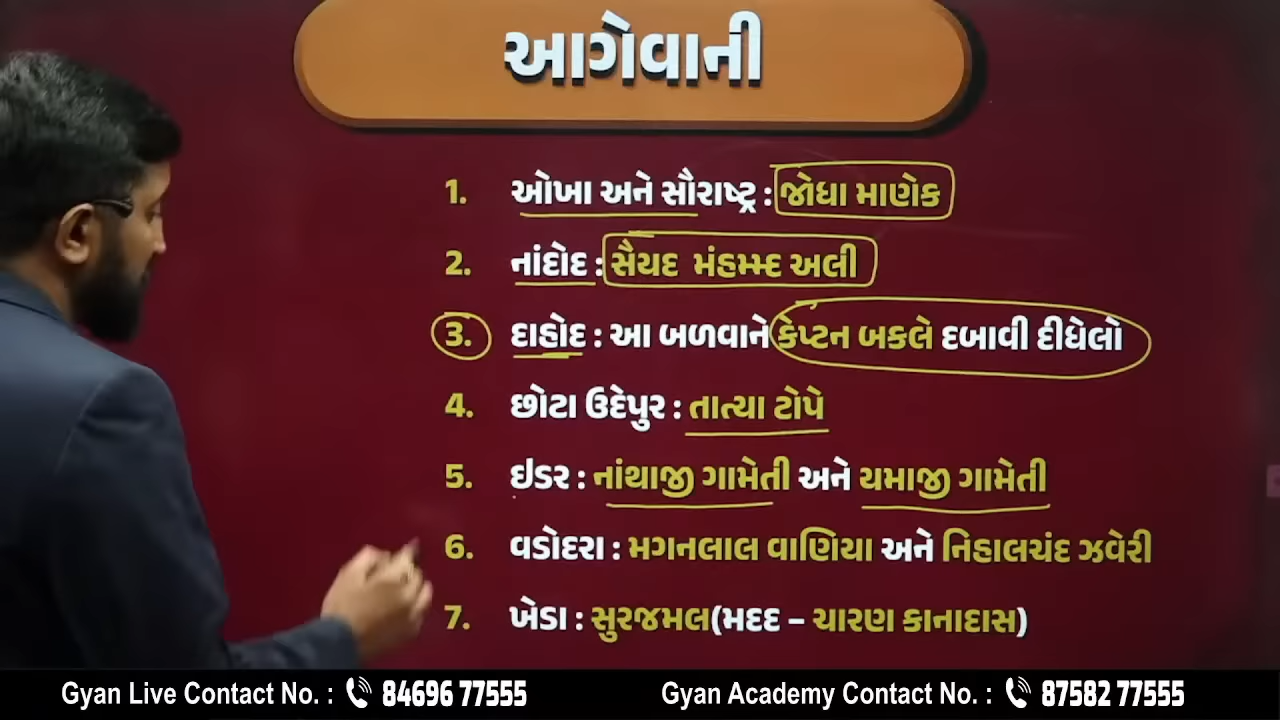 આગેવાની
1. ઓખા અને સૌરાષ્ટ્ર : જોધા માણેક
2. નાંદોદ : સૈયદ મંહમ્મ્દ અલી
3. દાહોદ : આ બળવાને કેપ્ટન બકલે દબાવી દીધેલો
4. છોટા ઉદેપુર : તાત્યા ટોપે
5. ઇડર : નાંથાજી ગામેતી અને યમાજી ગામેતી
6. વડોદરા : મગનલાલ વાણિયા અને નિહાલચંદ ઝવેરી
7. ખેડા : સુરજમલ(મદદ – ચારણ કાનાદાસ)
Gyan Live Contact No. : 84696 77555 Gyan Academy Contact No. : 87582 77555